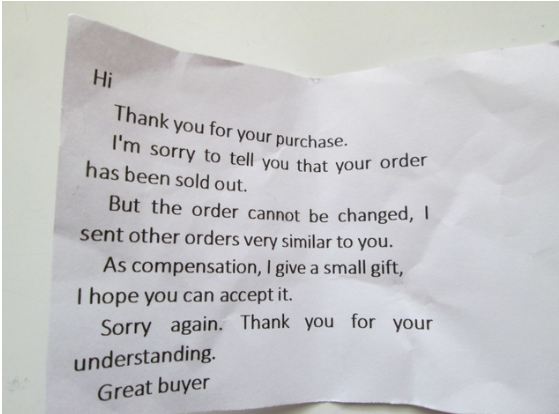 Hi
Thank you for your purchase.
I'm sorry to tell you that your order
has been sold out.
But the order cannot be changed, I
sent other orders very similar to you.
As compensation, I give a small gift,
I hope you can accept it.
Sorry again. Thank you for your
understanding.
Great buyer